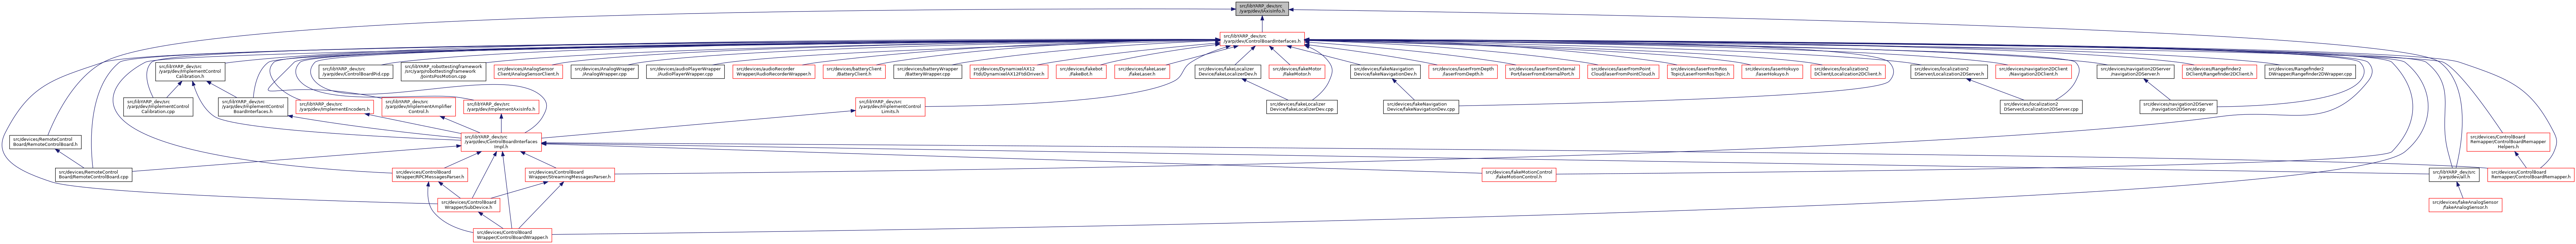 src/libYARP_dev/src
/yarp/dev/IAxisInfo.h
src/libYARP_dev/src
/yarp/dev/ControlBoardInterfaces.h
src/libYARP_dev/src
/yarp/dev/ImplementControl
Calibration.h
src/libYARP_dev/src
/yarp/dev/ControlBoardPid.cpp
src/libYARP_robottestingframework
/src/yarp/robottestingframework
/JointsPosMotion.cpp
src/devices/AnalogSensor
Client/AnalogSensorClient.h
src/devices/AnalogWrapper
/AnalogWrapper.cpp
src/devices/audioPlayerWrapper
/AudioPlayerWrapper.cpp
src/devices/audioRecorder
Wrapper/AudioRecorderWrapper.h
src/devices/batteryClient
/BatteryClient.h
src/devices/batteryWrapper
/BatteryWrapper.cpp
src/devices/DynamixelAX12
Ftdi/DynamixelAX12FtdiDriver.h
src/devices/fakebot
/fakeBot.h
src/devices/fakeLaser
/fakeLaser.h
src/devices/fakeLocalizer
Device/fakeLocalizerDev.h
src/devices/fakeMotor
/fakeMotor.h
src/devices/fakeNavigation
Device/fakeNavigationDev.h
src/devices/laserFromDepth
/laserFromDepth.h
src/devices/laserFromExternal
Port/laserFromExternalPort.h
src/devices/laserFromPoint
Cloud/laserFromPointCloud.h
src/devices/laserFromRos
Topic/LaserFromRosTopic.h
src/devices/laserHokuyo
/laserHokuyo.h
src/devices/localization2
DClient/Localization2DClient.h
src/devices/localization2
DServer/Localization2DServer.h
src/devices/navigation2DClient
/Navigation2DClient.h
src/devices/navigation2DServer
/navigation2DServer.h
src/devices/Rangefinder2
DClient/Rangefinder2DClient.h
src/devices/Rangefinder2
DWrapper/Rangefinder2DWrapper.cpp
src/libYARP_dev/src
/yarp/dev/ImplementControl
Calibration.cpp
src/libYARP_dev/src
/yarp/dev/ImplementControl
BoardInterfaces.h
src/libYARP_dev/src
/yarp/dev/ImplementEncoders.h
src/libYARP_dev/src
/yarp/dev/ImplementAmplifier
Control.h
src/libYARP_dev/src
/yarp/dev/ImplementAxisInfo.h
src/libYARP_dev/src
/yarp/dev/ImplementControl
Limits.h
src/devices/fakeLocalizer
Device/fakeLocalizerDev.cpp
src/devices/fakeNavigation
Device/fakeNavigationDev.cpp
src/devices/localization2
DServer/Localization2DServer.cpp
src/devices/navigation2DServer
/navigation2DServer.cpp
src/devices/RemoteControl
Board/RemoteControlBoard.h
src/libYARP_dev/src
/yarp/dev/ControlBoardInterfaces
Impl.h
src/devices/ControlBoard
Remapper/ControlBoardRemapper
Helpers.h
src/devices/RemoteControl
Board/RemoteControlBoard.cpp
src/devices/ControlBoard
Wrapper/RPCMessagesParser.h
src/devices/ControlBoard
Wrapper/StreamingMessagesParser.h
src/devices/fakeMotionControl
/fakeMotionControl.h
src/libYARP_dev/src
/yarp/dev/all.h
src/devices/ControlBoard
Remapper/ControlBoardRemapper.h
src/devices/ControlBoard
Wrapper/SubDevice.h
src/devices/fakeAnalogSensor
/fakeAnalogSensor.h
src/devices/ControlBoard
Wrapper/ControlBoardWrapper.h